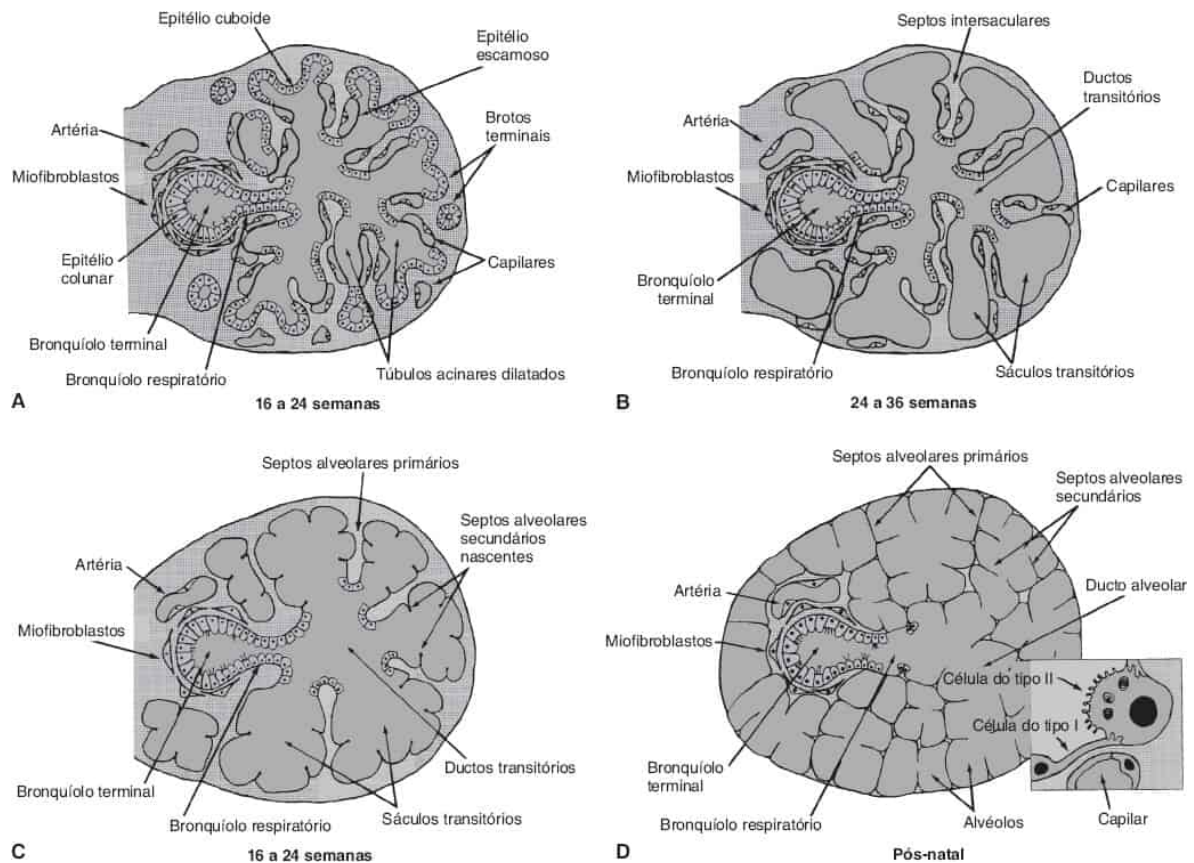 Epitélio cuboide
Epitélio
escamoso
Artéria
Brotos
terminais
Miofibroblastos
Capilares
Epitélio
colunar
Bronquíolo terminal
Bronquíolo respiratório
Túbulos acinares dilatados
A
16 a 24 semanas
Septos intersaculares
Ductos
transitórios
Artéria
Miofibroblastos
Capilares
Bronquíolo
terminal
Bronquíolo respiratório
Sáculos transitórios
B
24 a 36 semanas
Septos alveolares primários
Septos alveolares
secundários
nascentes
Artéria
Miofibroblastos
Ductos transitórios
Bronquíolo terminal
Bronquíolo respiratório
Sáculos transitórios
C
16 a 24 semanas
Septos alveolares primários
Septos alveolares
secundários
Artéria
Ducto alveolar
Miofibroblastos
Célula do tipo II
Célula do tipo I
Bronquíolo
terminal
Bronquíolo respiratório
Alvéolos
Capilar
D
Pós-natal